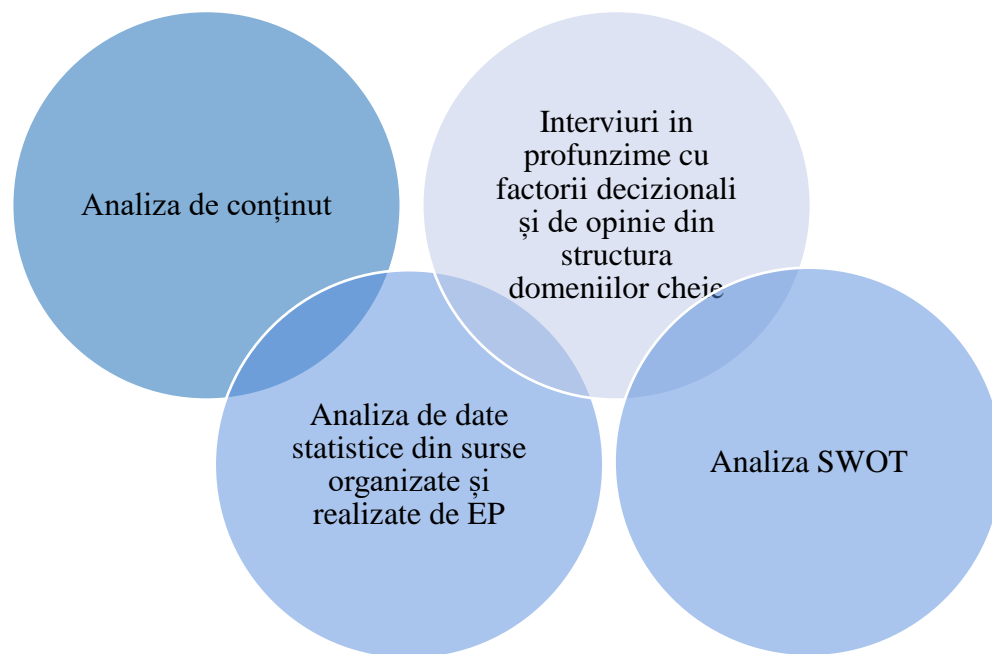 Analiza de conținut
Interviuri in
profunzime cu
factorii decizionali
și de opinie din
structura
domeniilor cheie
Analiza de date
statistice din surse
organizate și
realizate de EP
Analiza SWOT